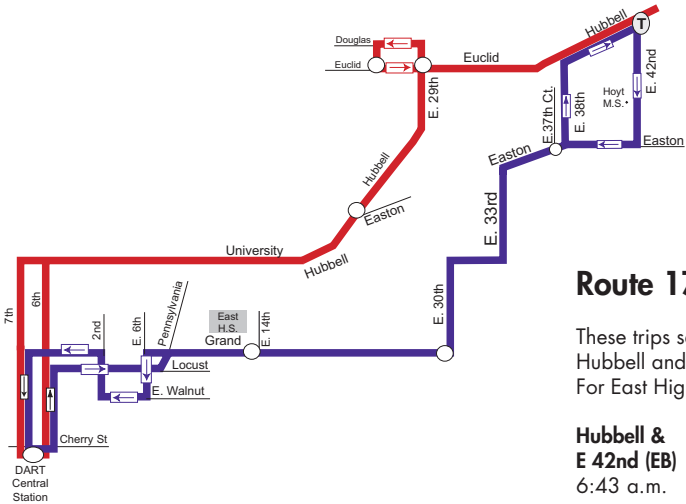 Hubbell
T
Douglas
Euclid
Euclid
E. 29th
E. 42nd
E. 38th
Hoyt
M.S.
E.37th Ct.
Easton
Easton
Hubbell
Easton
E. 33rd
University
Hubbell
7th
6th
2nd
E. 6th
Pennsylvania
East
H.S.
Grand
E. 14th
E. 30th
Locust
E. Walnut
Cherry St
DART
Central
Station
Route 17
These trips s
Hubbell and
For East Hig
Hubbell &
E 42nd (EB)
6:43 a.m.